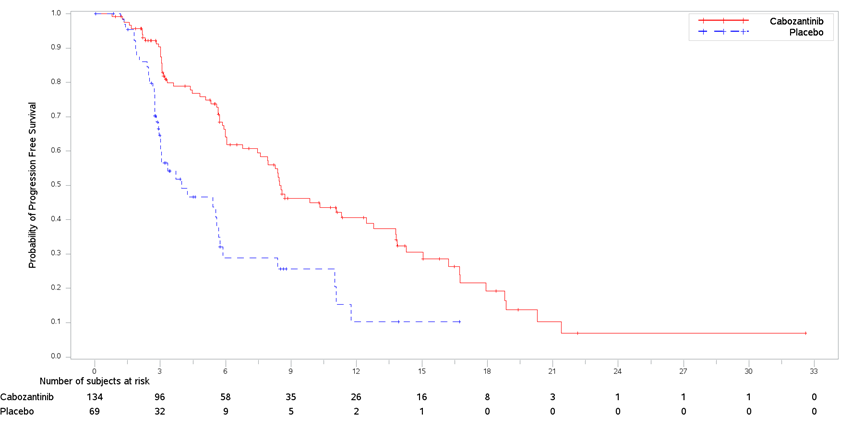 1.0
Cabozantinib
Placebo
0.9
0.8
0.7
0.6
0.5
0.4
0.3
0.2
0.1
0.0
Probability of Progression Free Survival
0 3 6 9 12 15 18 21 24 27 30 33
Number of subjects at risk
Cabozantinib 134 96 58 35 26 16 8 3 1 1 1 0
Placebo 69 32 9 5 2 1 0 0 0 0 0 0